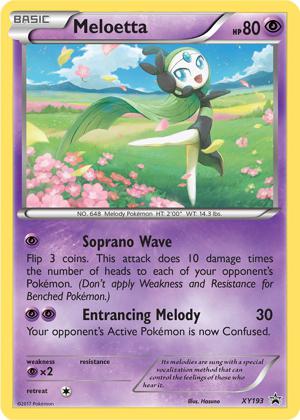 BASIC
Meloetta HP80
NO. 648 Melody Pokémon HT: 2'00" WT: 14.3 lbs.
Soprano Wave
Flip 3 coins. This attack does 10 damage times
the number of heads to each of your opponent's
Pokémon. (Don't apply Weakness and Resistance for
Benched Pokémon.)
Entrancing Melody 30
Your opponent's Active Pokémon is now Confused.
weakness resistance
×2
retreat
Its melodies are sung with a special
vocalization method that can
control the feelings of those who
hear it.
©2017 Pokémon Illus. Hasuno XY193